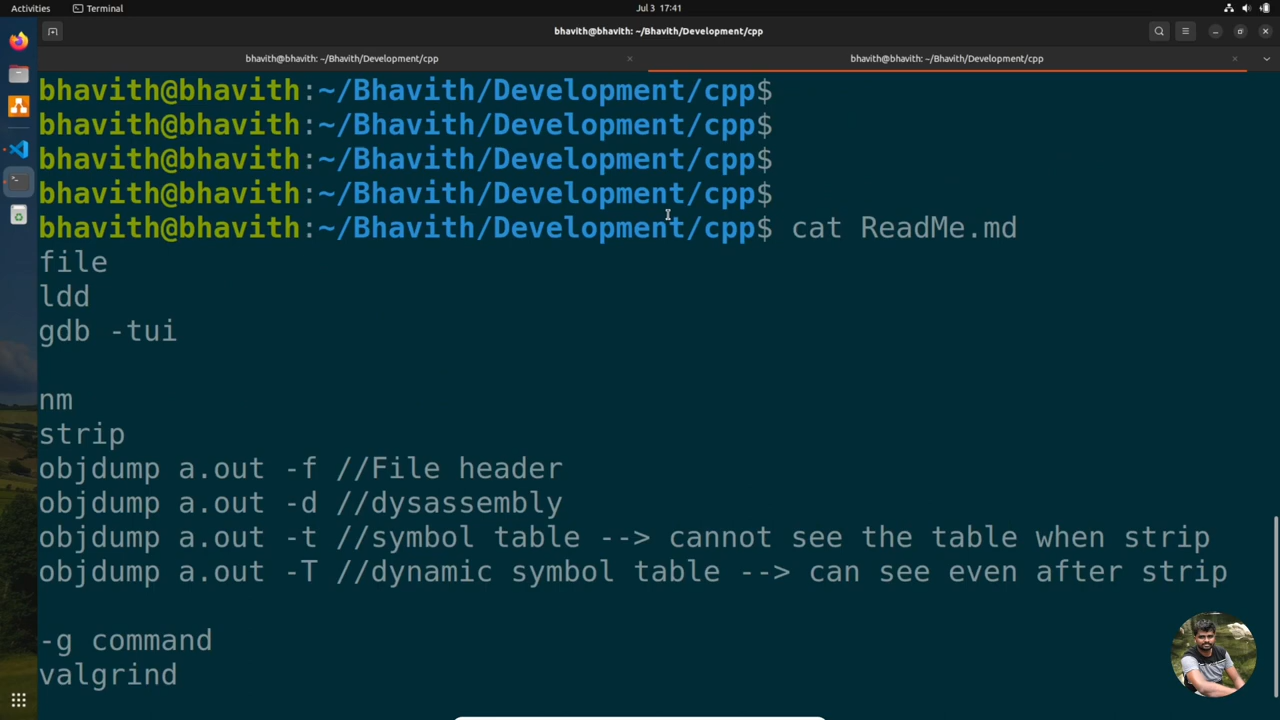 Activities
Terminal
Jul 3 17:41
bhavith@bhavith: ~/Bhavith/Development/cpp
bhavith@bhavith: ~/Bhavith/Development/cpp
bhavith@bhavith: ~/Bhavith/Development/cpp
bhavith@bhavith:~/Bhavith/Development/cpp$
bhavith@bhavith:~/Bhavith/Development/cpp$
bhavith@bhavith:~/Bhavith/Development/cpp$
bhavith@bhavith:~/Bhavith/Development/cpp$
bhavith@bhavith:~/Bhavith/Development/cpp$ cat ReadMe.md
file
ldd
gdb -tui
nm
strip
objdump a.out -f //File header
objdump a.out -d //dysassembly
objdump a.out -t //symbol table --> cannot see the table when strip
objdump a.out -T //dynamic symbol table --> can see even after strip
-g command
valgrind